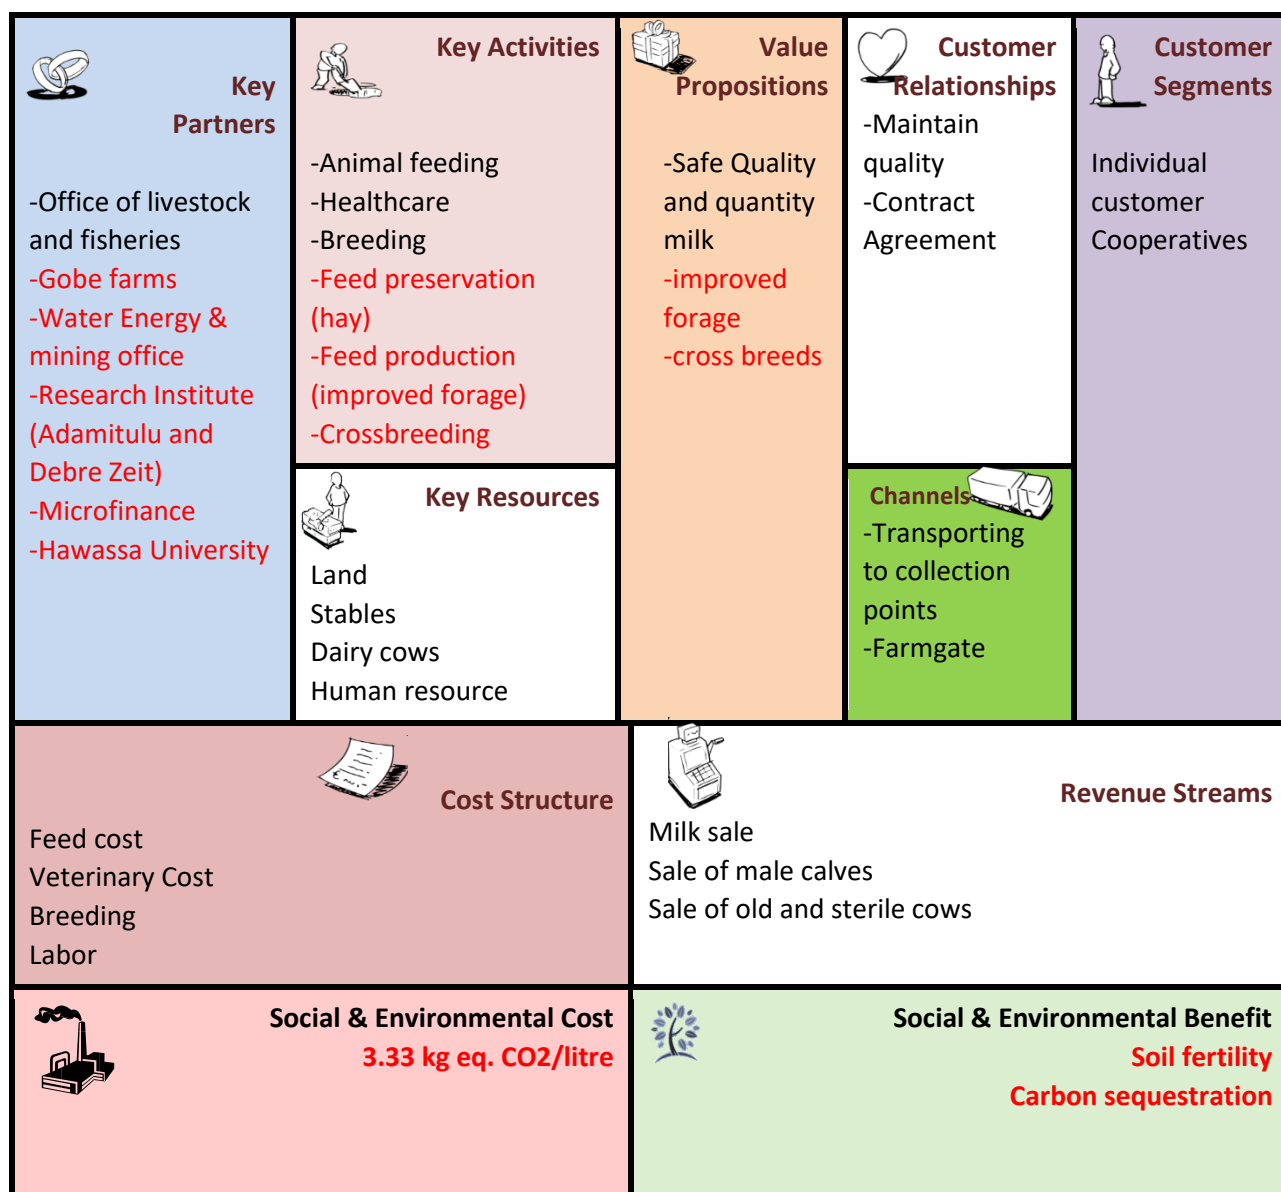 Key
Partners
-Office of livestock
and fisheries
-Gobe farms
-Water Energy &
mining office
-Research Institute
(Adamitulu and
Debre Zeit)
-Microfinance
-Hawassa University
Key Activities
-Animal feeding
-Healthcare
-Breeding
-Feed preservation
(hay)
-Feed production
(improved forage)
-Crossbreeding
Key Resources
Land
Stables
Dairy cows
Human resource
Value
Propositions
-Safe Quality
and quantity
milk
-improved
forage
-cross breeds
Customer
Relationships
-Maintain
quality
-Contract
Agreement
Channels
-Transporting
to collection
points
-Farmgate
Customer
Segments
Individual
customer
Cooperatives
Cost Structure
Feed cost
Veterinary Cost
Breeding
Labor
Revenue Streams
Milk sale
Sale of male calves
Sale of old and sterile cows
Social & Environmental Cost
3.33 kg eq. CO2/litre
Social & Environmental Benefit
Soil fertility
Carbon sequestration